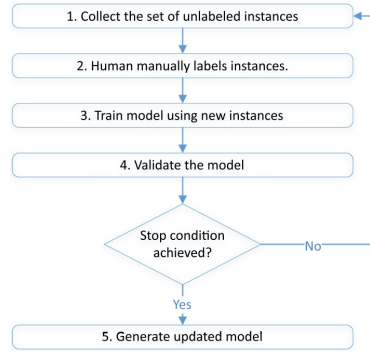 1. Collect the set of unlabeled instances
2. Human manually labels instances.
3. Train model using new instances
4. Validate the model
Stop condition
achieved?
No
Yes
5. Generate updated model